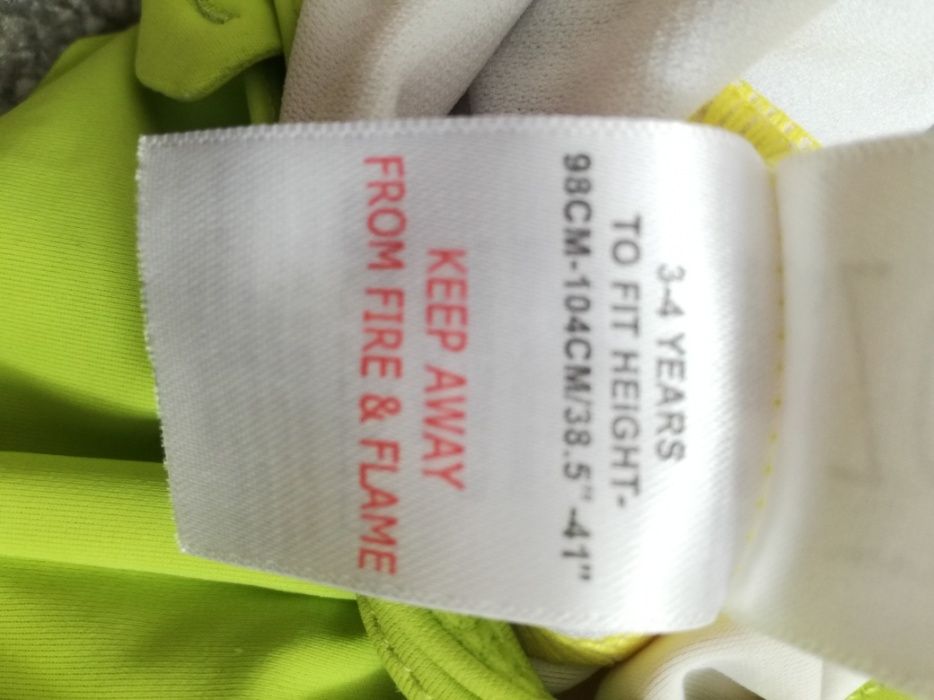 3-4 YEARS
TO FIT HEIGHT-
98CM-104CM/38.5"-41"
KEEP AWAY
FROM FIRE & FLAME